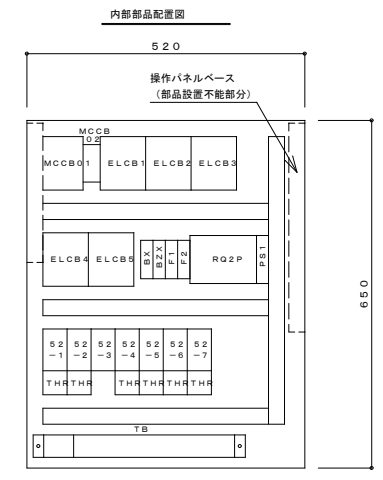 内部部品配置図
520
操作パネルベース
（部品設置不能部分）
MCCB
02
MCCB01
ELCB1
ELCB2
ELCB3
ELCB4
ELCB5
BX
BZX
F1
F2
RQ2P
PS1
650
52
-1
52
-2
52
-3
52
-4
52
-5
52
-6
52
-7
THR
THR
THR
THR
THR
THR
TB